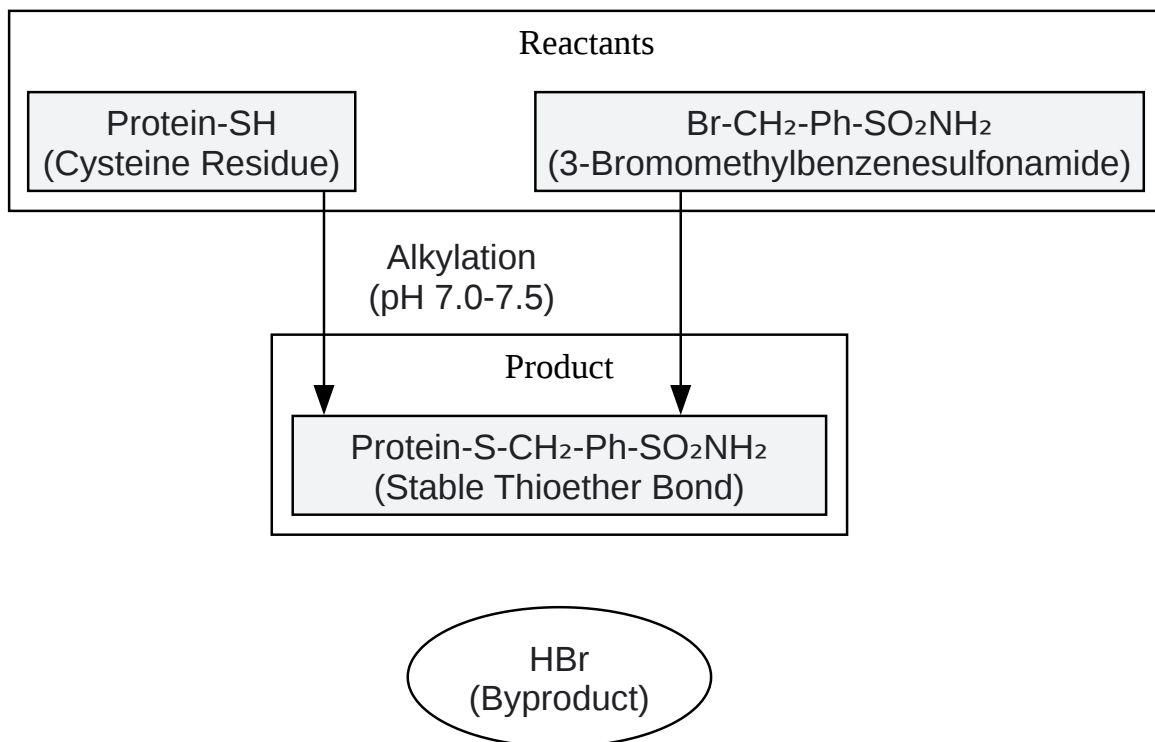 Reactants
Protein-SH
(Cysteine Residue)
Br-CH₂-Ph-SO₂NH₂
(3-Bromomethylbenzenesulfonamide)
Alkylation
(pH 7.0-7.5)
Product
Protein-S-CH₂-Ph-SO₂NH₂
(Stable Thioether Bond)
HBr
(Byproduct)